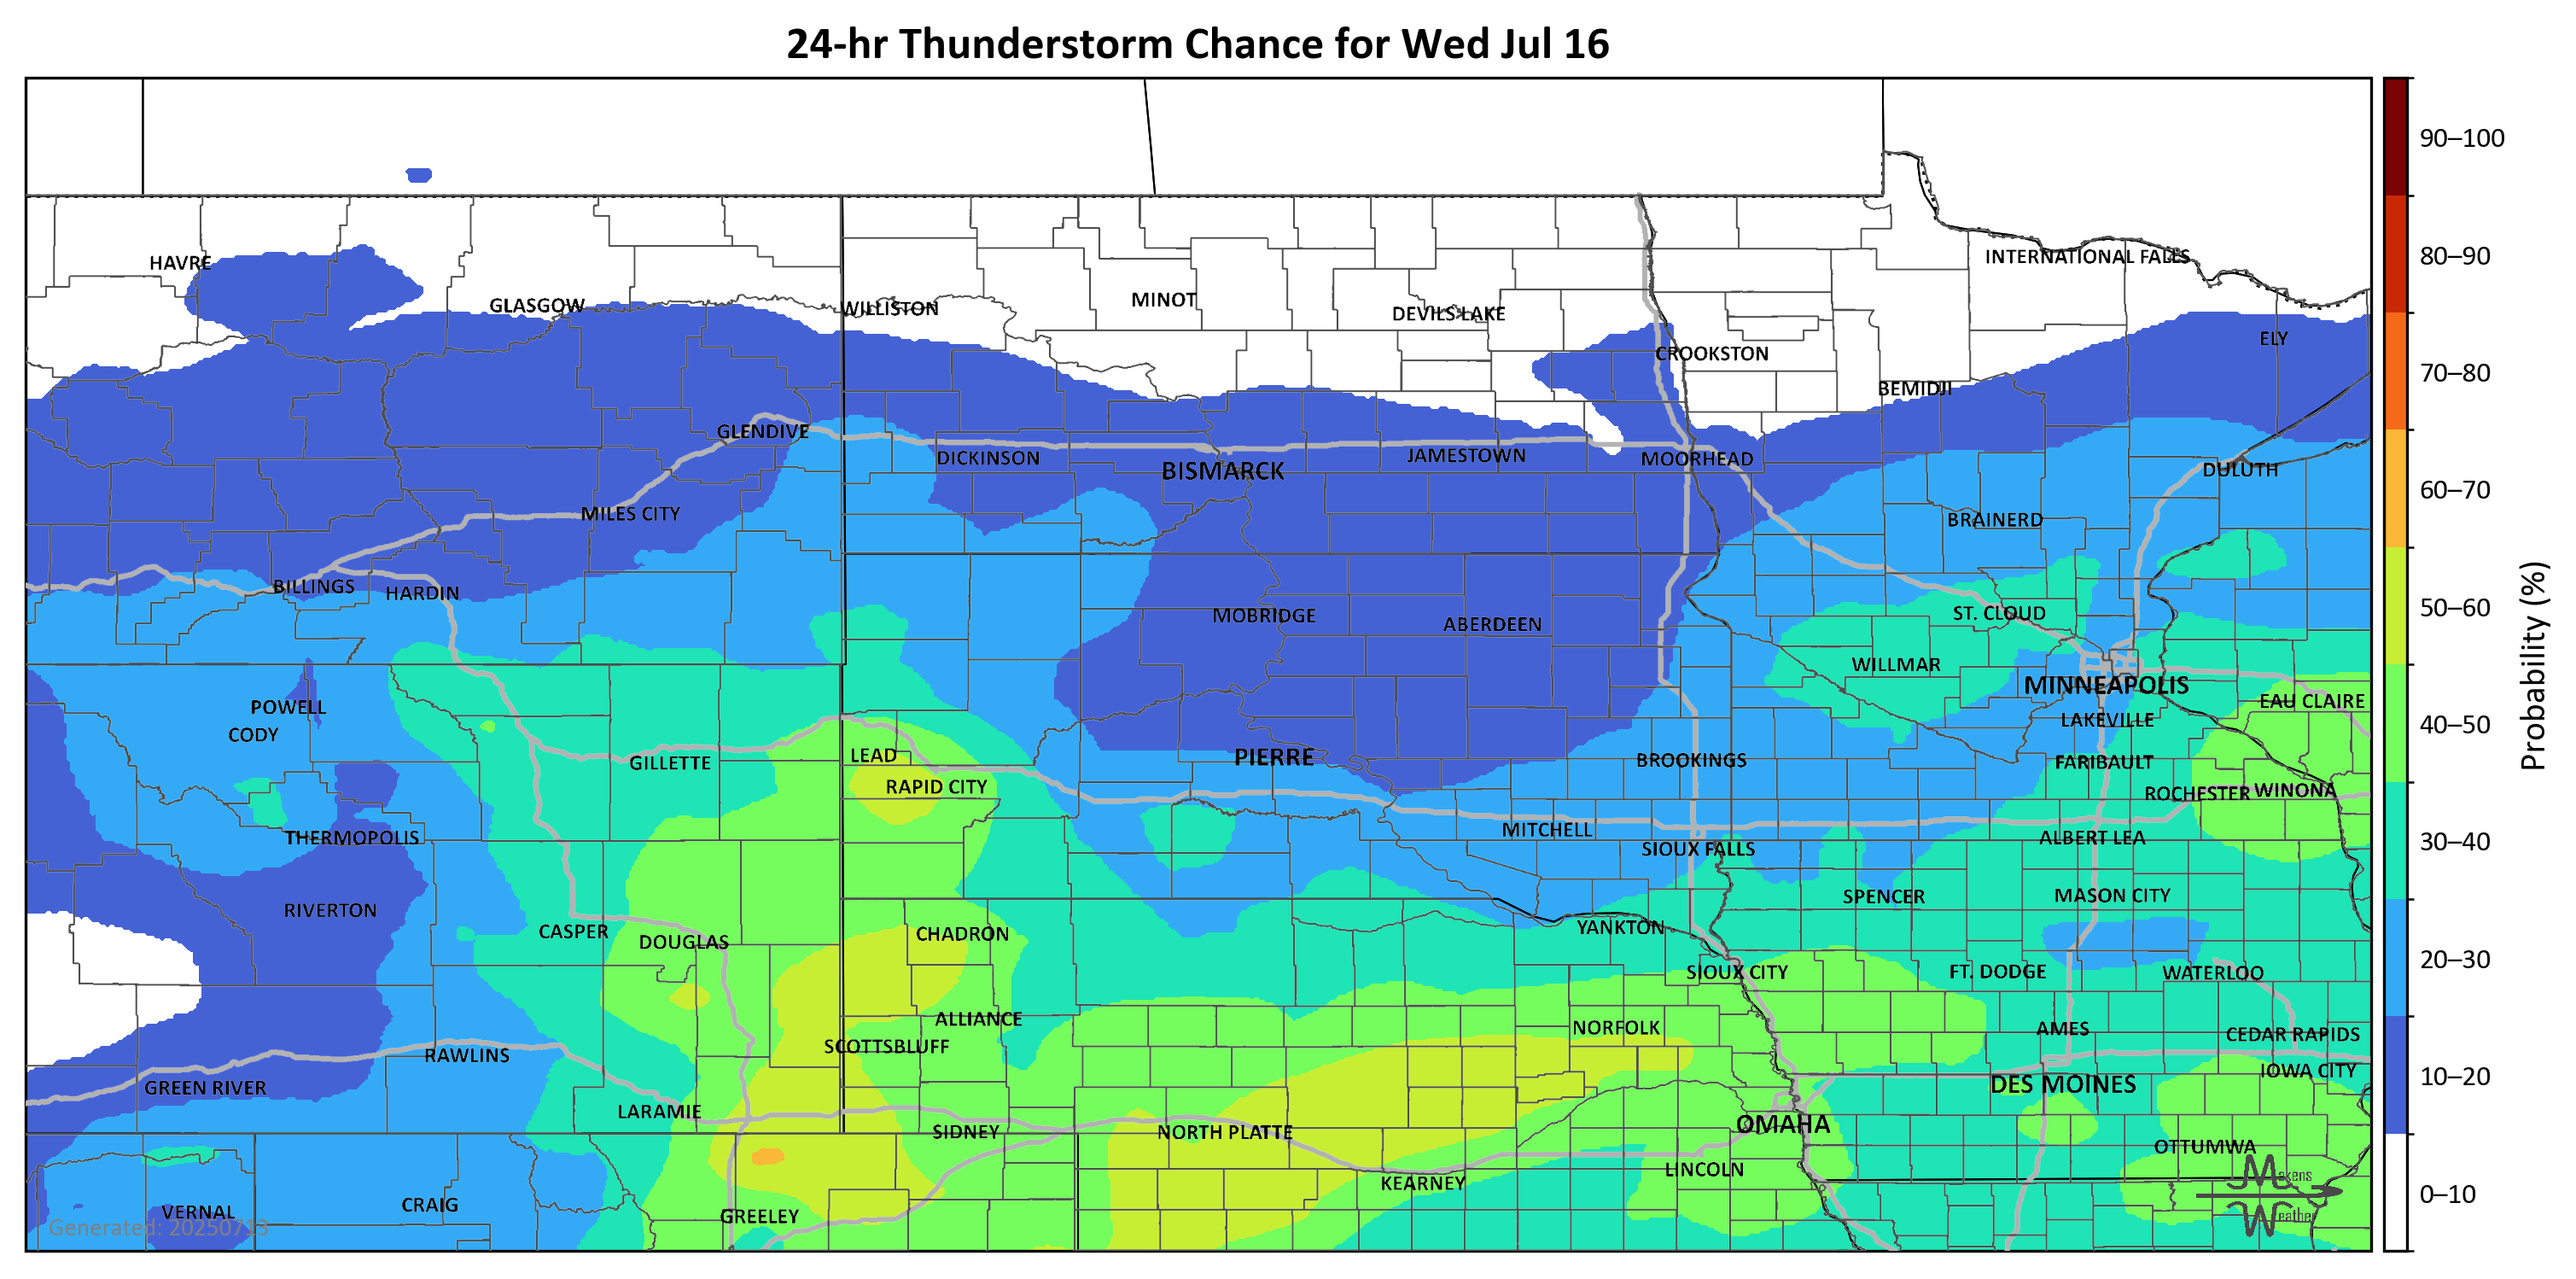 24-hr Thunderstorm Chance for Wed Jul 16
90–100
80–90
70–80
60–70
50–60
40–50
30–40
20–30
10–20
0–10
Probability (%)
HAVRE
INTERNATIONAL FALLS
GLASGOW
WILLISTON
MINOT
DEVILS LAKE
ELY
CROOKSTON
BEMIDJI
GLENDIVE
DICKINSON
BISMARCK
JAMESTOWN
MOORHEAD
DULUTH
MILES CITY
BRAINERD
BILLINGS
HARDIN
MOBRIDGE
ABERDEEN
ST. CLOUD
WILLMAR
MINNEAPOLIS
POWELL
EAU CLAIRE
CODY
LAKEVILLE
GILLETTE
LEAD
PIERRE
BROOKINGS
FARIBAULT
RAPID CITY
ROCHESTER
WINONA
THERMOPOLIS
MITCHELL
ALBERT LEA
SIOUX FALLS
RIVERTON
SPENCER
MASON CITY
CASPER
DOUGLAS
CHADRON
YANKTON
SIOUX CITY
FT. DODGE
WATERLOO
ALLIANCE
NORFOLK
AMES
CEDAR RAPIDS
SCOTTSBLUFF
RAWLINS
GREEN RIVER
DES MOINES
IOWA CITY
LARAMIE
SIDNEY
NORTH PLATTE
OMAHA
OTTUMWA
LINCOLN
KEARNEY
VERNAL
CRAIG
GREELEY
Generated: 20250713
Makens
Weather